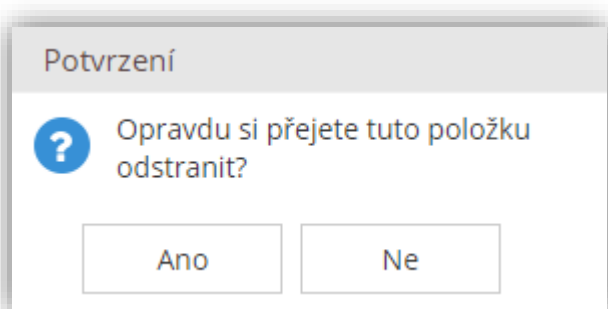 Potvrzení
Opravdu si přejete tuto položku
odstranit?
Ano
Ne